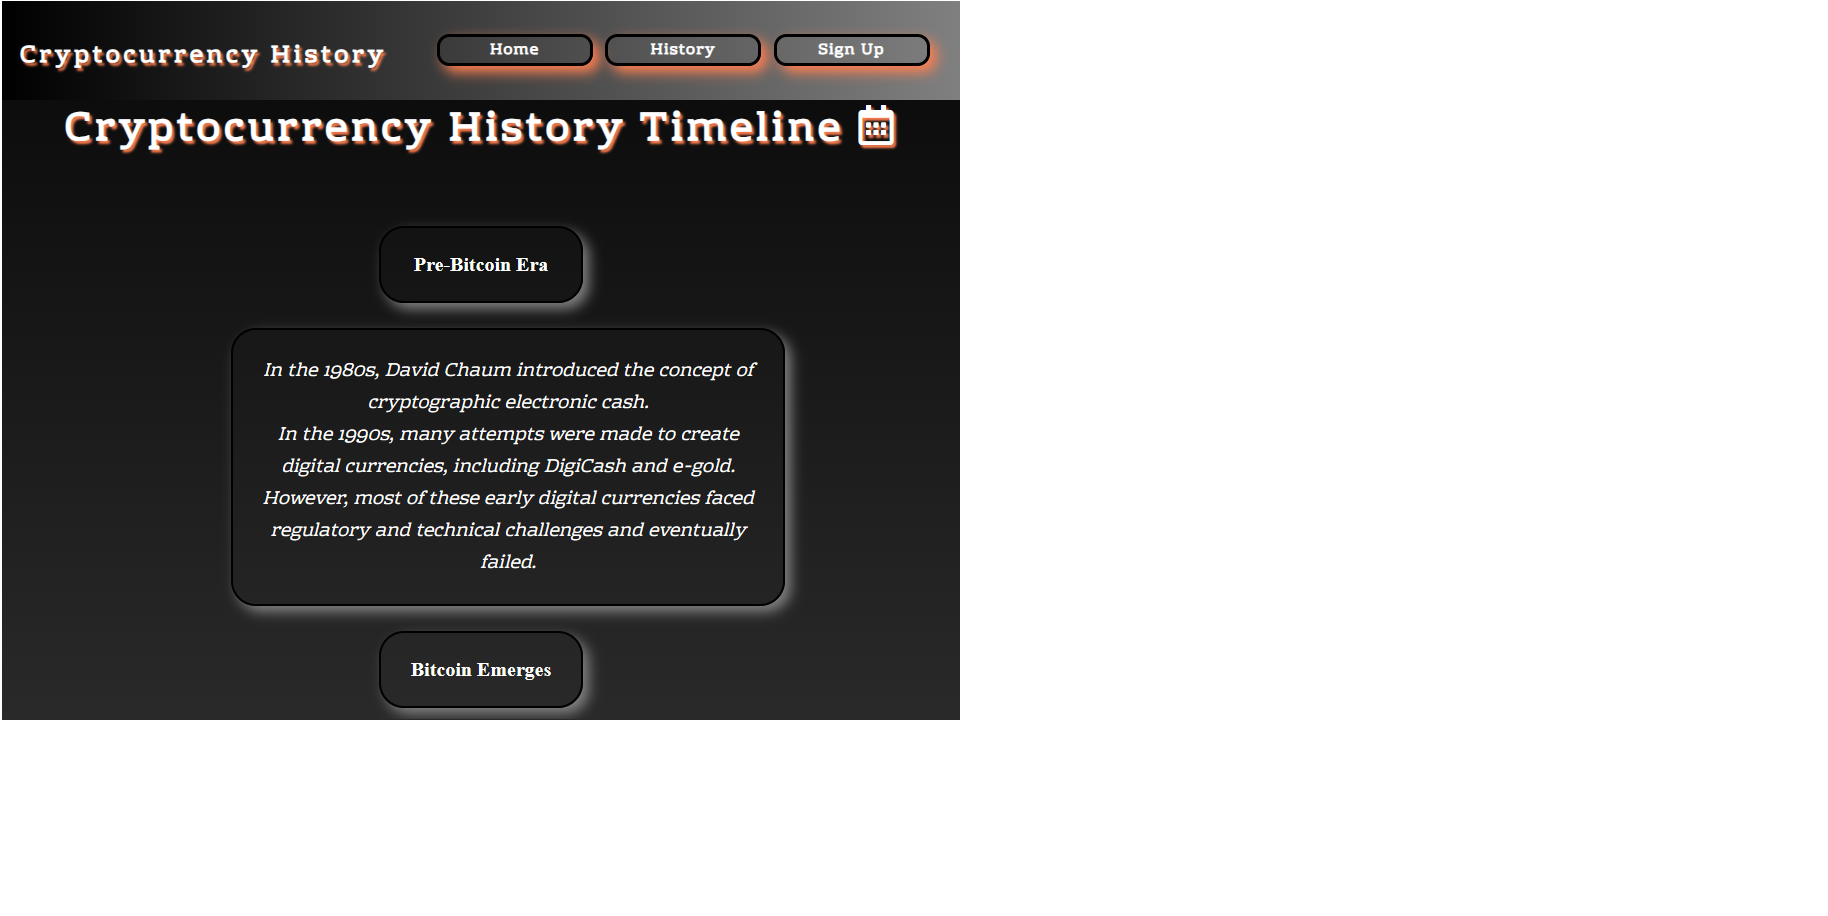 Cryptocurrency History
Home
History
Sign Up
Cryptocurrency History Timeline
Pre-Bitcoin Era
In the 1980s, David Chaum introduced the concept of
cryptographic electronic cash.
In the 1990s, many attempts were made to create
digital currencies, including DigiCash and e-gold.
However, most of these early digital currencies faced
regulatory and technical challenges and eventually
failed.
Bitcoin Emerges